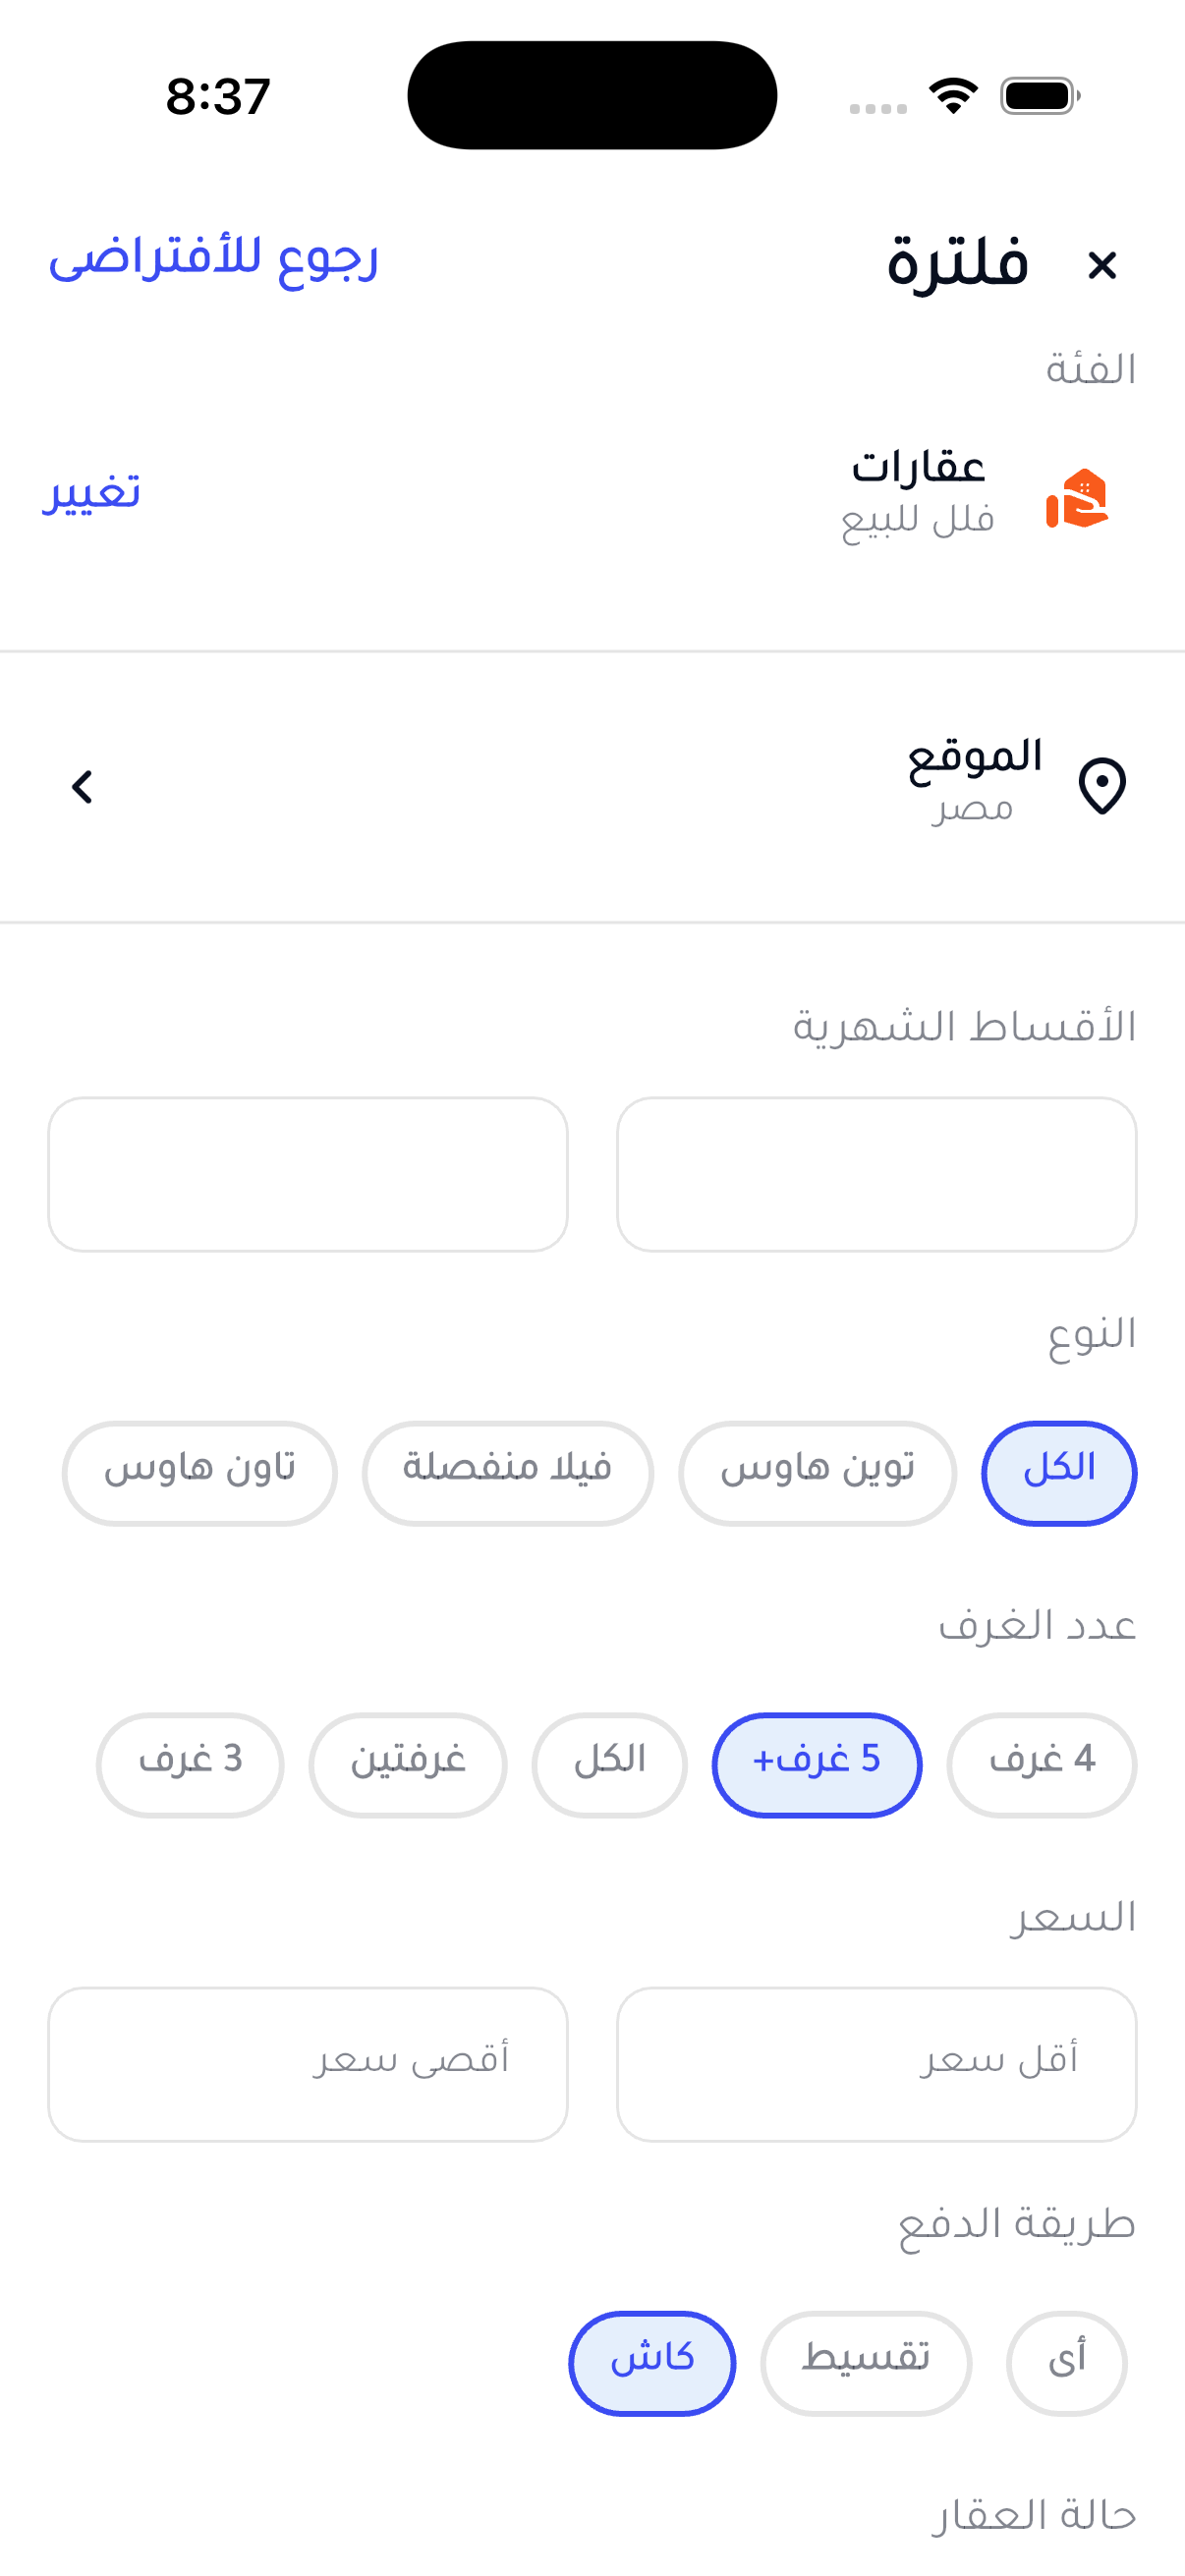 8:37
فلترة
رجوع للأفتراضى
الفئة
عقارات
فلل للبيع
تغيير
الموقع
مصر
الأقساط الشهرية
النوع
الكل توين هاوس فيلا منفصلة تاون هاوس
عدد الغرف
4 غرف 5 غرف+ الكل غرفتين 3 غرف
السعر
أقل سعر أقصى سعر
طريقة الدفع
أى تقسيط كاش
حالة العقار